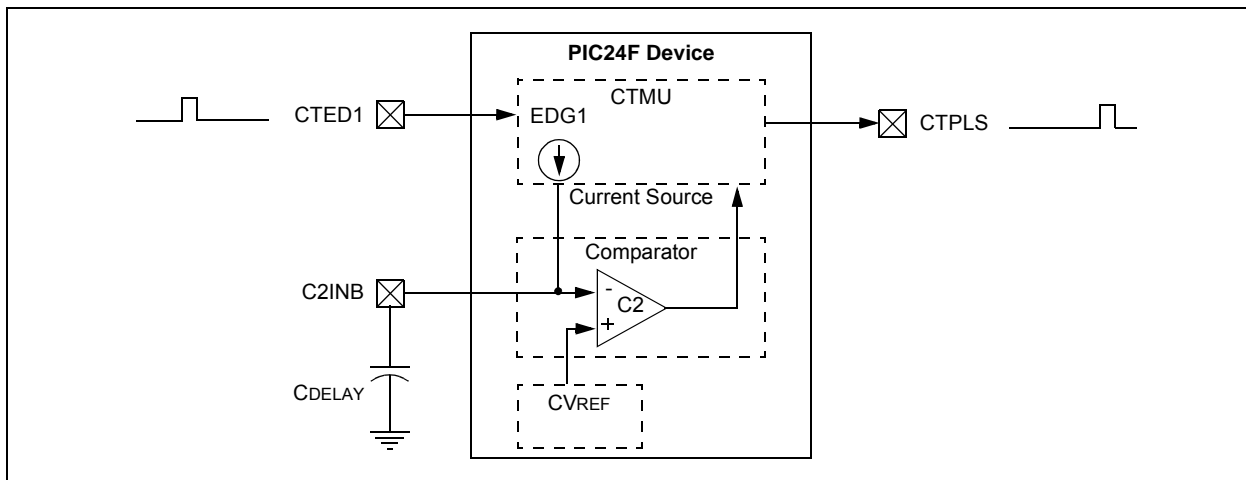 PIC24F Device
CTMU
CTED1
EDG1
CTPLS
Current Source
Comparator
C2INB
-
C2
+
CDELAY
CVREF